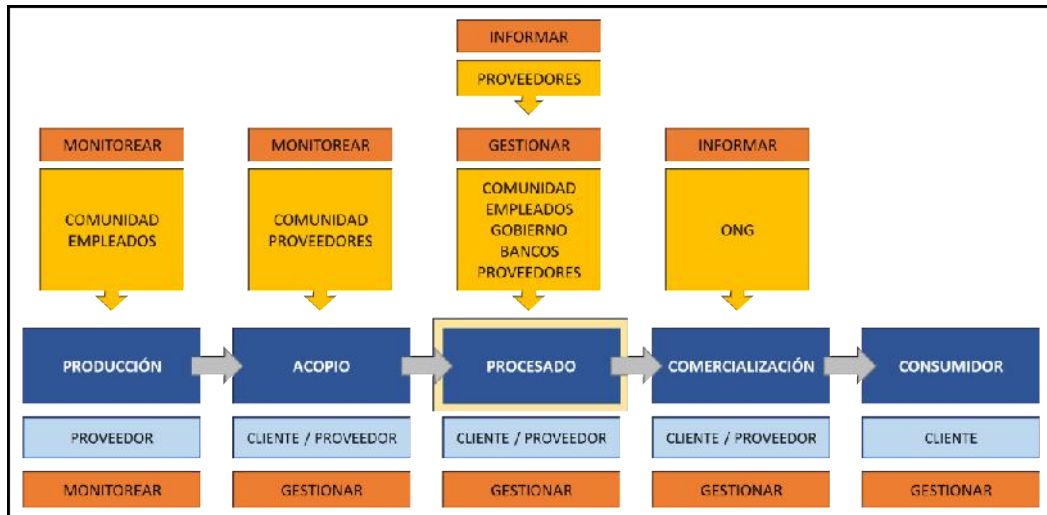 INFORMAR
PROVEEDORES
MONITOREAR
MONITOREAR
GESTIONAR
INFORMAR
COMUNIDAD
EMPLEADOS
COMUNIDAD
PROVEEDORES
COMUNIDAD
EMPLEADOS
GOBIERNO
BANCOS
PROVEEDORES
ONG
PRODUCCIÓN
ACOPIO
PROCESADO
COMERCIALIZACIÓN
CONSUMIDOR
PROVEEDOR
CLIENTE / PROVEEDOR
CLIENTE / PROVEEDOR
CLIENTE / PROVEEDOR
CLIENTE
MONITOREAR
GESTIONAR
GESTIONAR
GESTIONAR
GESTIONAR